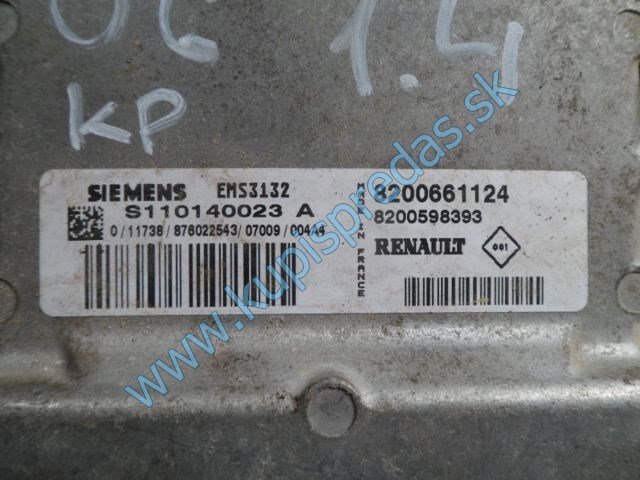 06 1.4
KP
SIEMENS EMS3132
S110140023 A
0/11738/876022543/07009/00444
MADE IN FRANCE
8200661124
8200598393
RENAULT 001
www.kupispredas.sk